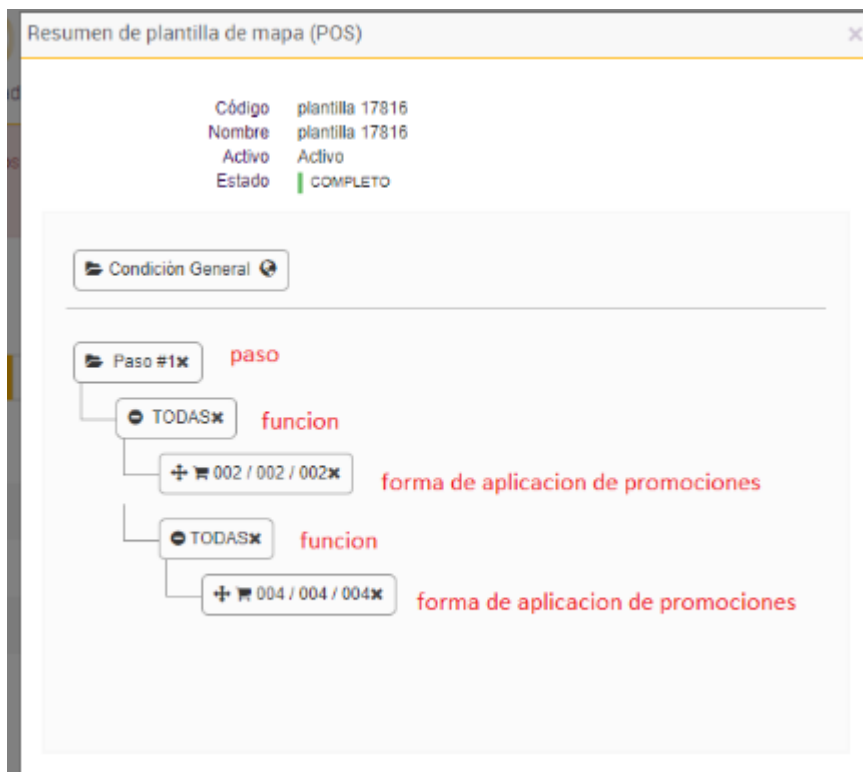 Resumen de plantilla de mapa (POS)
Código plantilla 17816
Nombre plantilla 17816
Activo Activo
Estado COMPLETO
Condición General
Paso #1 paso
TODAS funcion
002 / 002 / 002 forma de aplicacion de promociones
TODAS funcion
004 / 004 / 004 forma de aplicacion de promociones